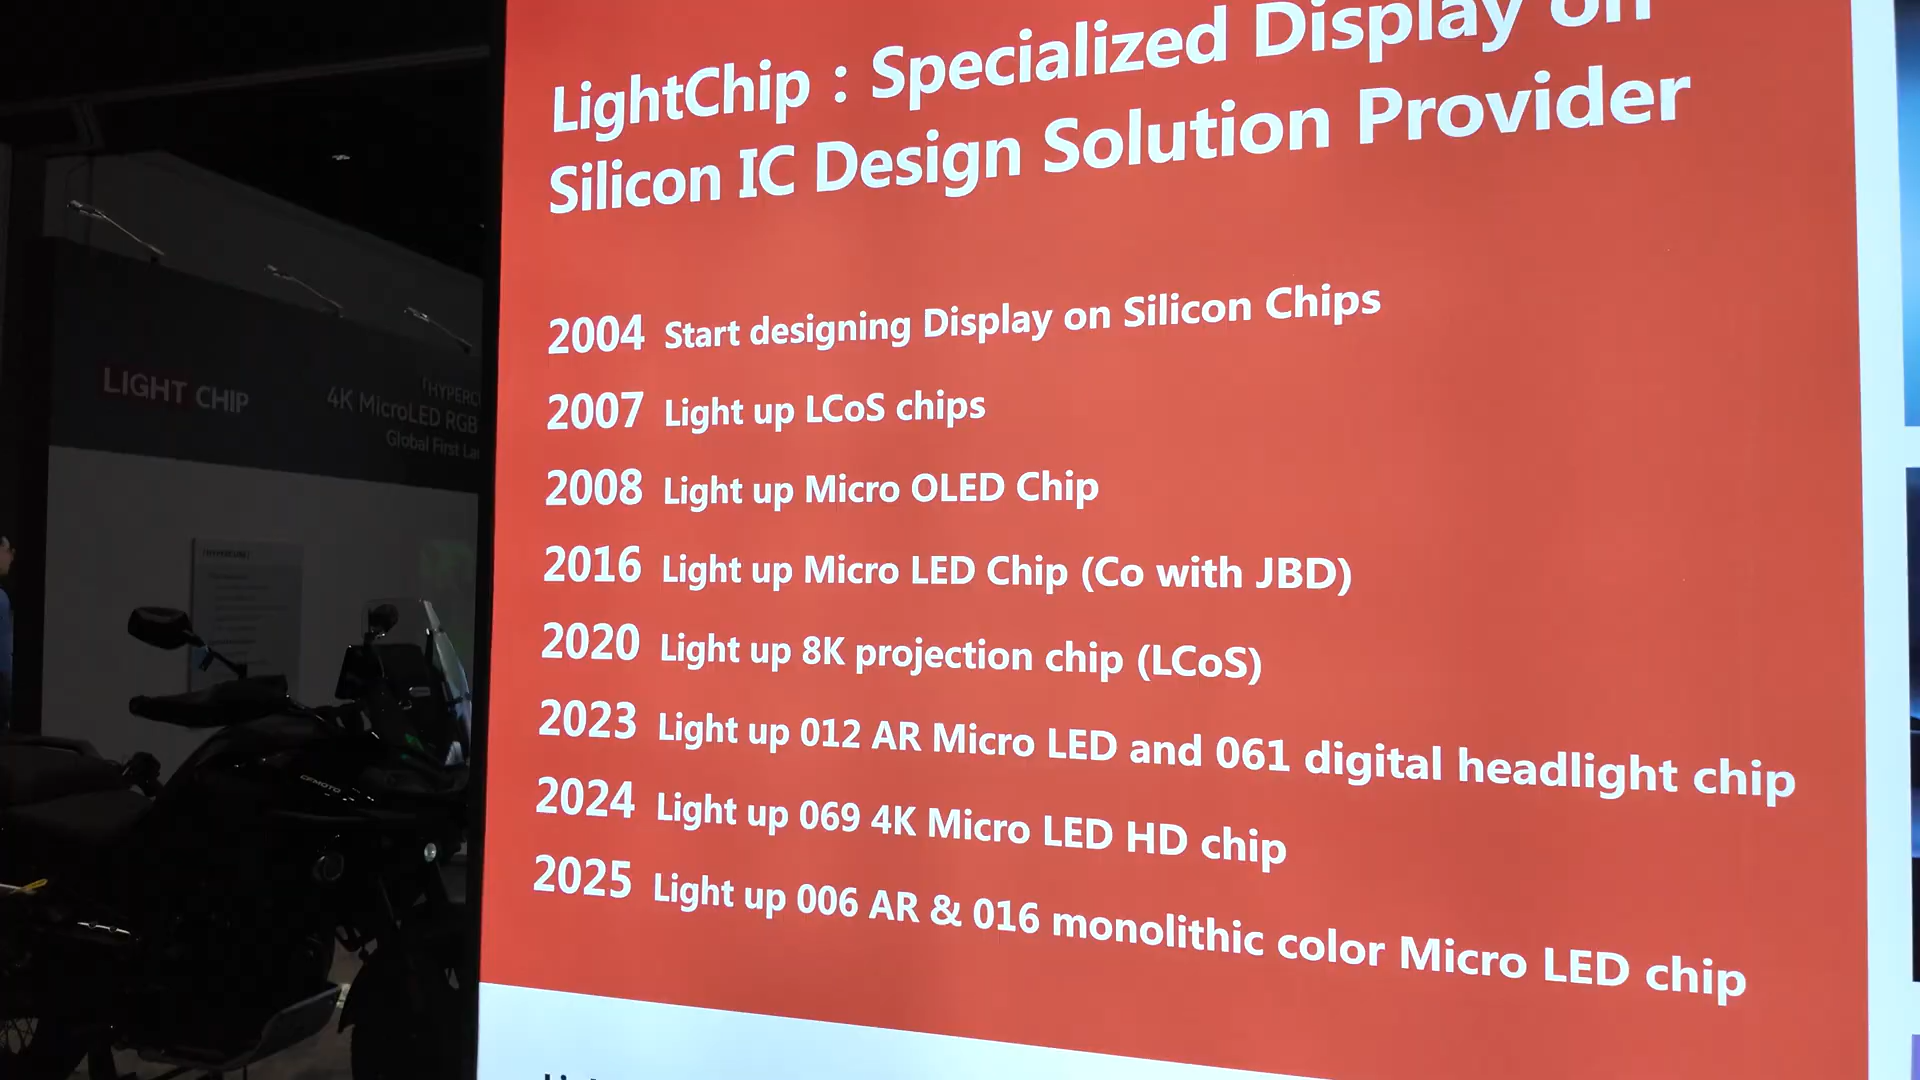 LightChip : Specialized Display on
Silicon IC Design Solution Provider
2004 Start designing Display on Silicon Chips
2007 Light up LCoS chips
2008 Light up Micro OLED Chip
2016 Light up Micro LED Chip (Co with JBD)
2020 Light up 8K projection chip (LCoS)
2023 Light up 012 AR Micro LED and 061 digital headlight chip
2024 Light up 069 4K Micro LED HD chip
2025 Light up 006 AR & 016 monolithic color Micro LED chip
LIGHT CHIP
4K MicroLED RGB
Global First
CFMOTO